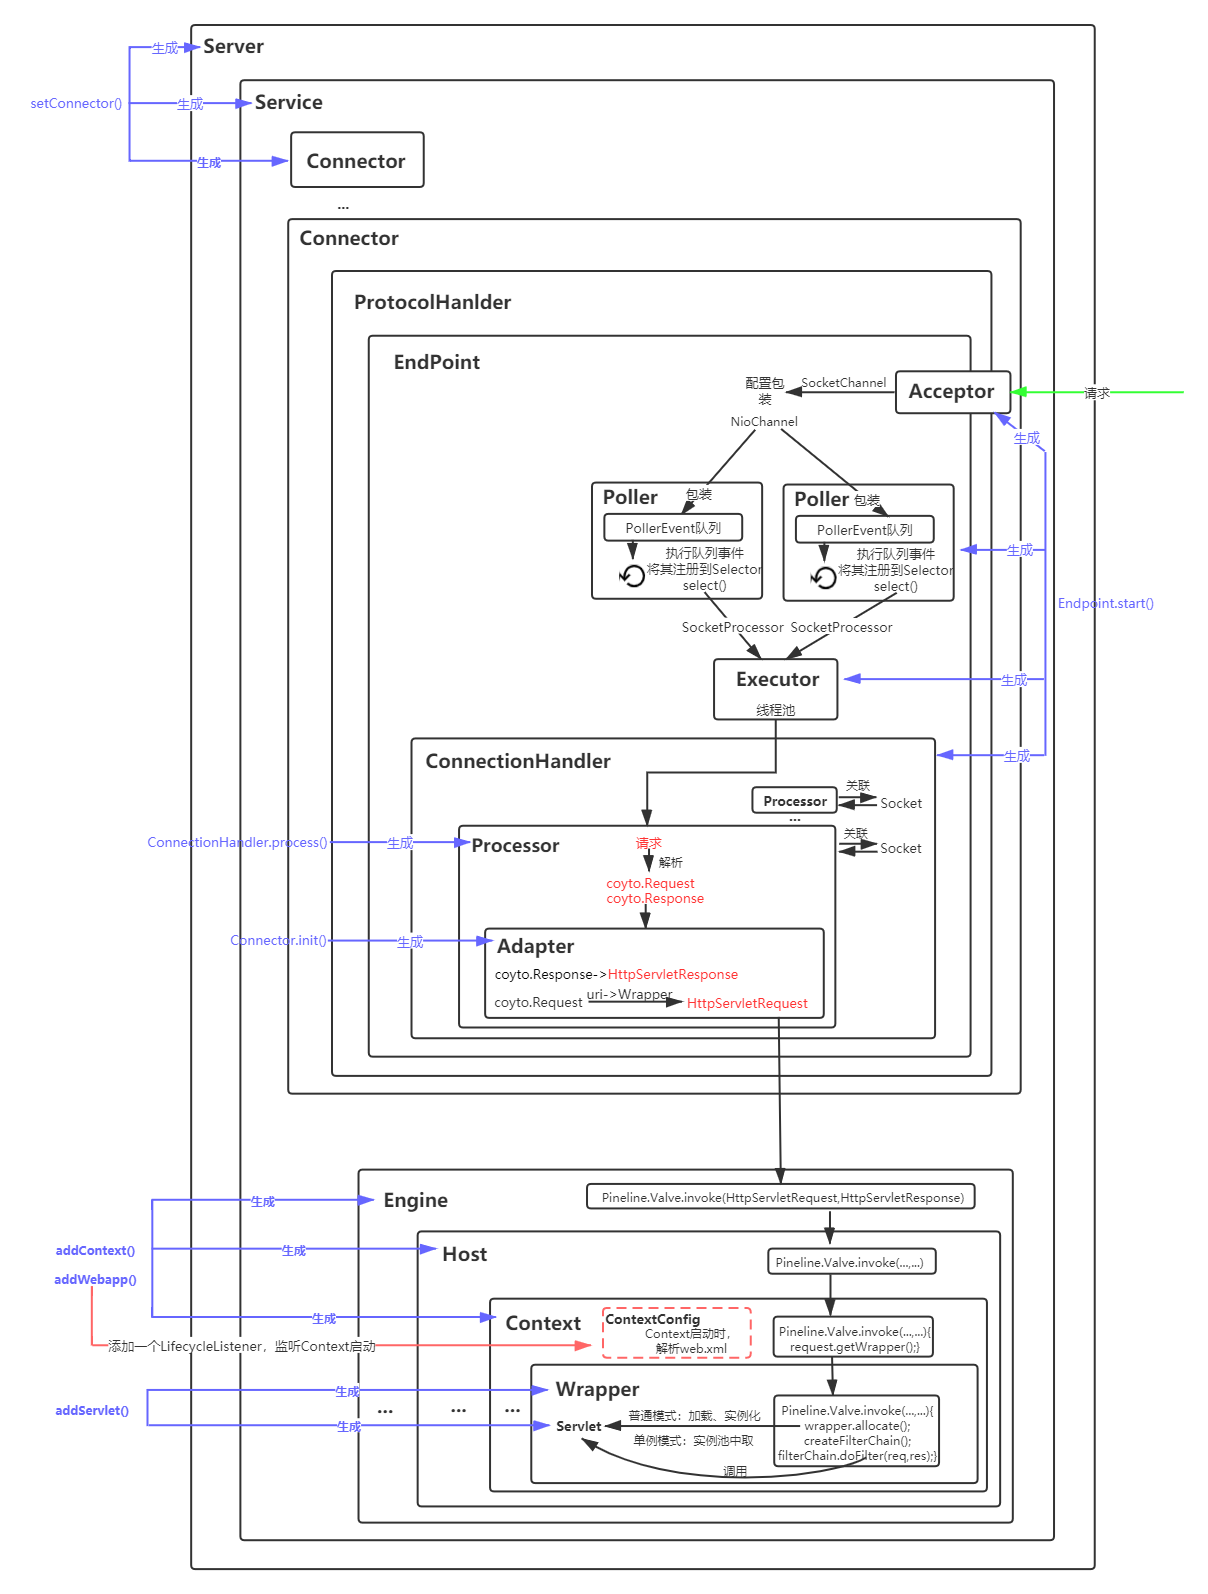 生成
Server
setConnector()
生成
Service
生成
Connector
...
Connector
ProtocolHanlder
EndPoint
配置包
装
SocketChannel
Acceptor
请求
NioChannel
生成
Poller
包装
PollerEvent队列
执行队列事件
将其注册到Selector
select()
Poller
包装
PollerEvent队列
执行队列事件
将其注册到Selector
select()
生成
Endpoint.start()
SocketProcessor
SocketProcessor
Executor
线程池
生成
ConnectionHandler
生成
Processor
关联
Socket
...
ConnectionHandler.process()
生成
Processor
请求
关联
Socket
解析
coyto.Request
coyto.Response
Connector.init()
生成
Adapter
coyto.Response->HttpServletResponse
coyto.Request
uri->Wrapper
HttpServletRequest
生成
Engine
Pineline.Valve.invoke(HttpServletRequest,HttpServletResponse)
addContext()
生成
Host
Pineline.Valve.invoke(...,...)
addWebapp()
生成
Context
ContextConfig
Context启动时，
解析web.xml
Pineline.Valve.invoke(...,...){
request.getWrapper();}
添加一个LifecycleListener，监听Context启动
生成
Wrapper
addServlet()
...
...
...
生成
Servlet
普通模式：加载、实例化
单例模式：实例池中取
Pineline.Valve.invoke(...,...){
wrapper.allocate();
createFilterChain();
filterChain.doFilter(req,res);}
调用